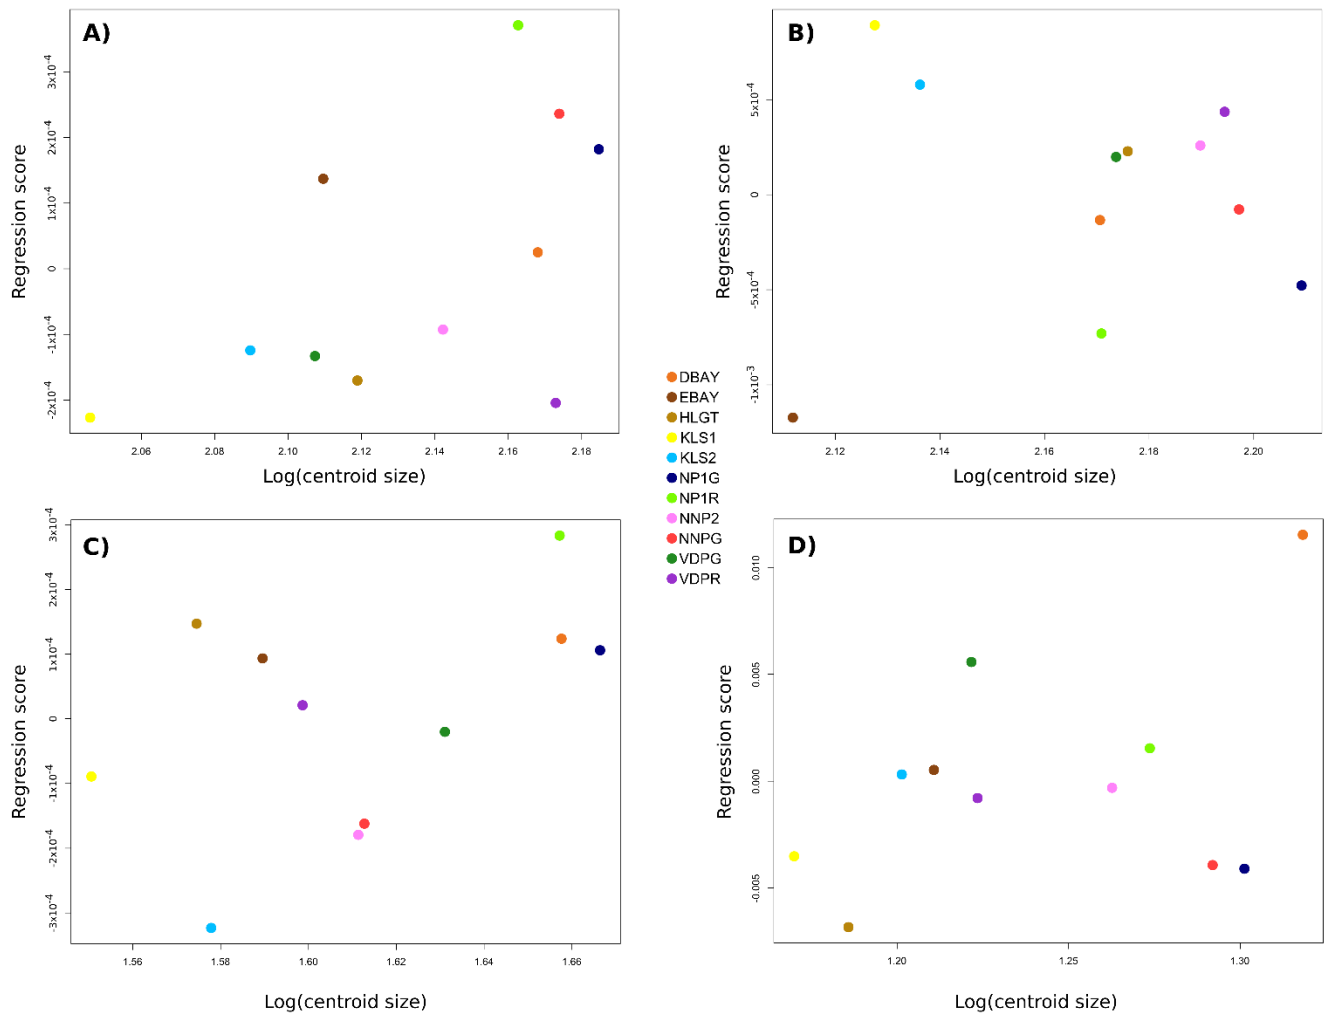 A)
Regression score
3x10⁻⁴
2x10⁻⁴
1x10⁻⁴
0
-1x10⁻⁴
-2x10⁻⁴
2.06 2.08 2.10 2.12 2.14 2.16 2.18
Log(centroid size)
B)
Regression score
5x10⁻⁴
0
-5x10⁻⁴
-1x10⁻³
2.12 2.14 2.16 2.18 2.20
Log(centroid size)
DBAY
EBAY
HLGT
KLS1
KLS2
NP1G
NP1R
NNP2
NNPG
VDPG
VDPR
C)
Regression score
3x10⁻⁴
2x10⁻⁴
1x10⁻⁴
0
-1x10⁻⁴
-2x10⁻⁴
-3x10⁻⁴
1.56 1.58 1.60 1.62 1.64 1.66
Log(centroid size)
D)
Regression score
0.010
0.005
0.000
-0.005
1.20 1.25 1.30
Log(centroid size)